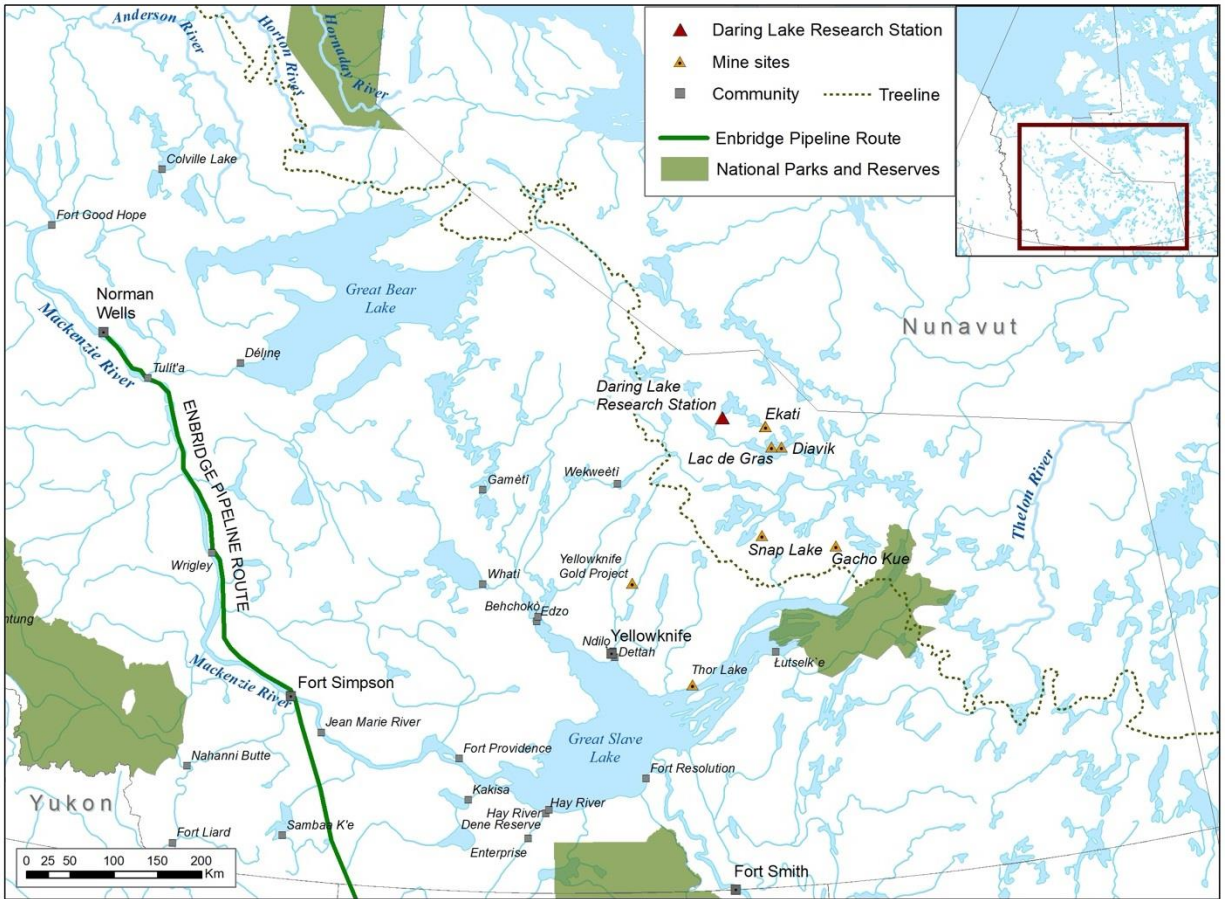 Anderson River
Horton River
Hornaday River
Daring Lake Research Station
Mine sites
Community
Treeline
Enbridge Pipeline Route
National Parks and Reserves
Colville Lake
Fort Good Hope
Great Bear
Lake
Norman
Wells
Mackenzie River
Tulít'a
Délı̨nę
Nunavut
Daring Lake
Research Station
Ekati
Lac de Gras
Diavik
ENBRIDGE PIPELINE ROUTE
Gamètì
Wekweètì
Thelon River
Wrigley
Whatì
Yellowknife
Gold Project
Snap Lake
Gacho Kue
Behchokò
Edzo
Ndilo
Yellowknife
Dettah
Łutselk'e
Thor Lake
Mackenzie River
Fort Simpson
Jean Marie River
Great Slave
Lake
Fort Providence
Nahanni Butte
Fort Resolution
Kakisa
Hay River
Hay River
Dene Reserve
Yukon
Fort Liard
Sambaa K'e
Enterprise
Fort Smith
0 25 50 100 150 200
Km